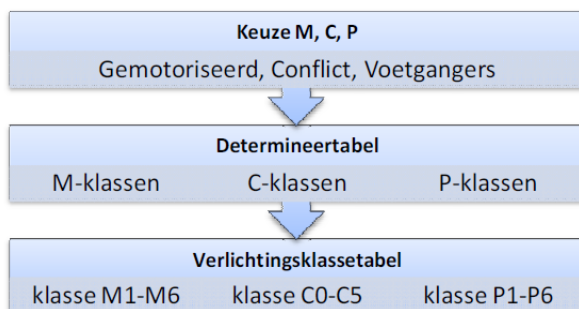 Keuze M, C, P
Gemotoriseerd, Conflict, Voetgangers
Determineertabel
M-klassen C-klassen P-klassen
Verlichtingsklassetabel
klasse M1-M6 klasse C0-C5 klasse P1-P6